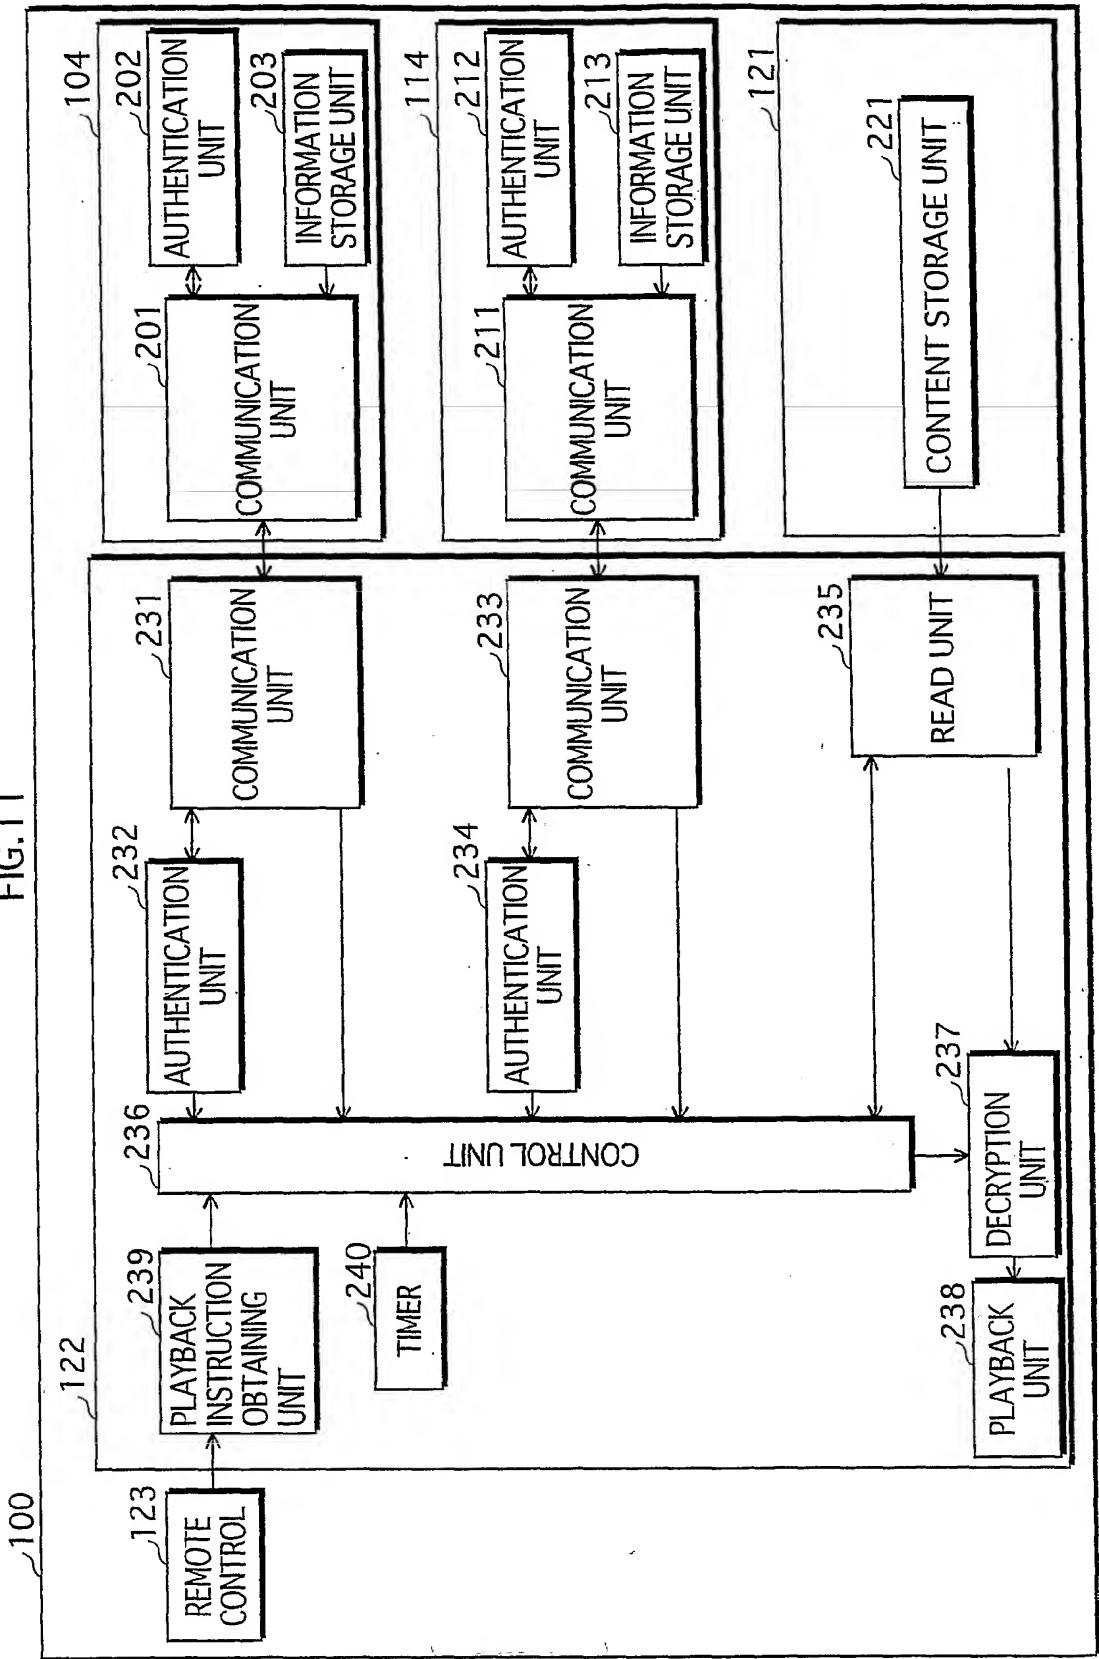 FIG.11
100
122
123
REMOTE
CONTROL
239
PLAYBACK
INSTRUCTION
OBTAINING
UNIT
240
TIMER
236
CONTROL UNIT
232
AUTHENTICATION
UNIT
231
COMMUNICATION
UNIT
234
AUTHENTICATION
UNIT
233
COMMUNICATION
UNIT
235
READ UNIT
237
DECRYPTION
UNIT
238
PLAYBACK
UNIT
104
201
COMMUNICATION
UNIT
202
AUTHENTICATION
UNIT
203
INFORMATION
STORAGE UNIT
114
211
COMMUNICATION
UNIT
212
AUTHENTICATION
UNIT
213
INFORMATION
STORAGE UNIT
121
221
CONTENT STORAGE UNIT